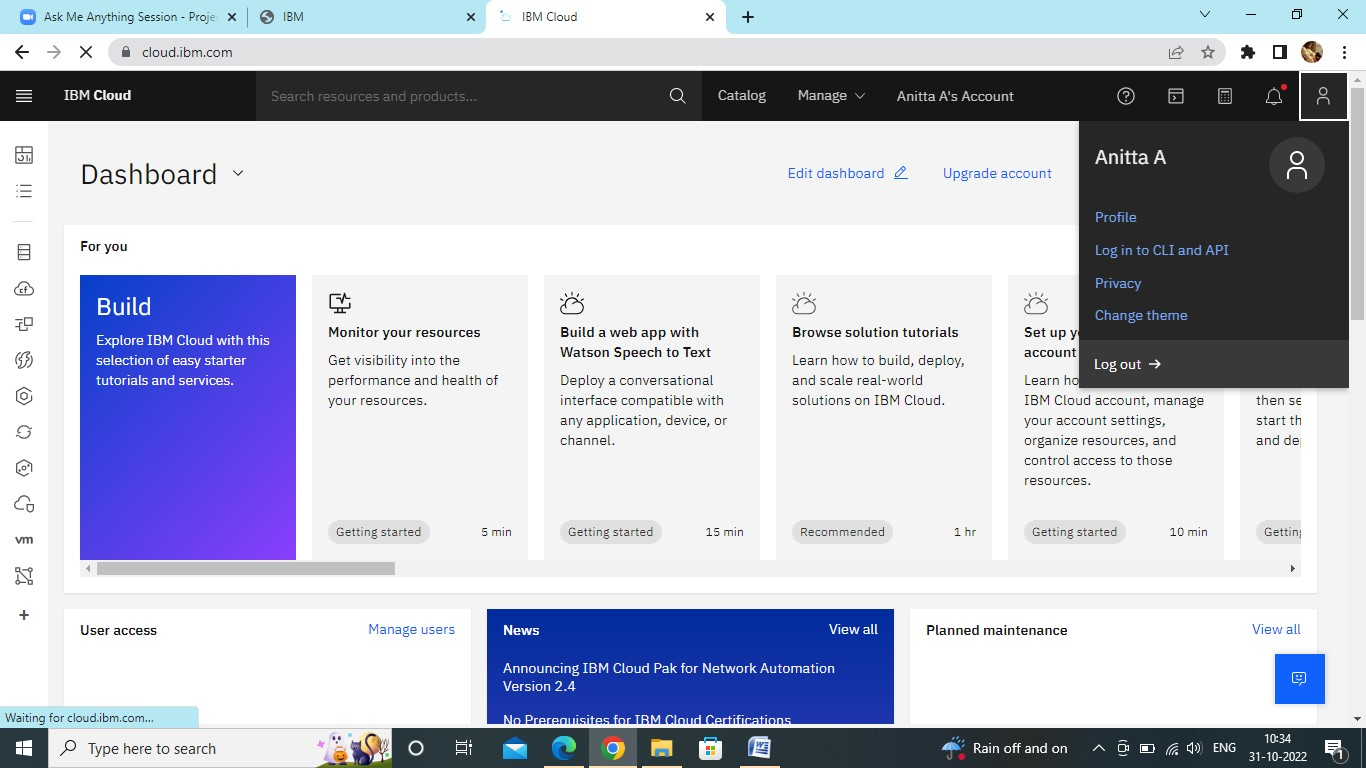 Ask Me Anything Session - Proje
IBM
IBM Cloud
cloud.ibm.com
IBM Cloud
Search resources and products...
Catalog
Manage
Anitta A's Account
Dashboard
Edit dashboard
Upgrade account
Anitta A
Profile
Log in to CLI and API
Privacy
Change theme
Log out →
For you
Build
Explore IBM Cloud with this
selection of easy starter
tutorials and services.
Monitor your resources
Get visibility into the
performance and health of
your resources.
Getting started
5 min
Build a web app with
Watson Speech to Text
Deploy a conversational
interface compatible with
any application, device, or
channel.
Getting started
15 min
Browse solution tutorials
Learn how to build, deploy,
and scale real-world
solutions on IBM Cloud.
Recommended
1 hr
Set up yo
account
Learn ho
IBM Cloud account, manage
your account settings,
organize resources, and
control access to those
resources.
Getting started
10 min
then se
start th
and dep
Getting
vm
User access
Manage users
News
View all
Announcing IBM Cloud Pak for Network Automation
Version 2.4
No Prerequisites for IBM Cloud Certifications
Planned maintenance
View all
Waiting for cloud.ibm.com...
Type here to search
Rain off and on
ENG
10:34
31-10-2022
1